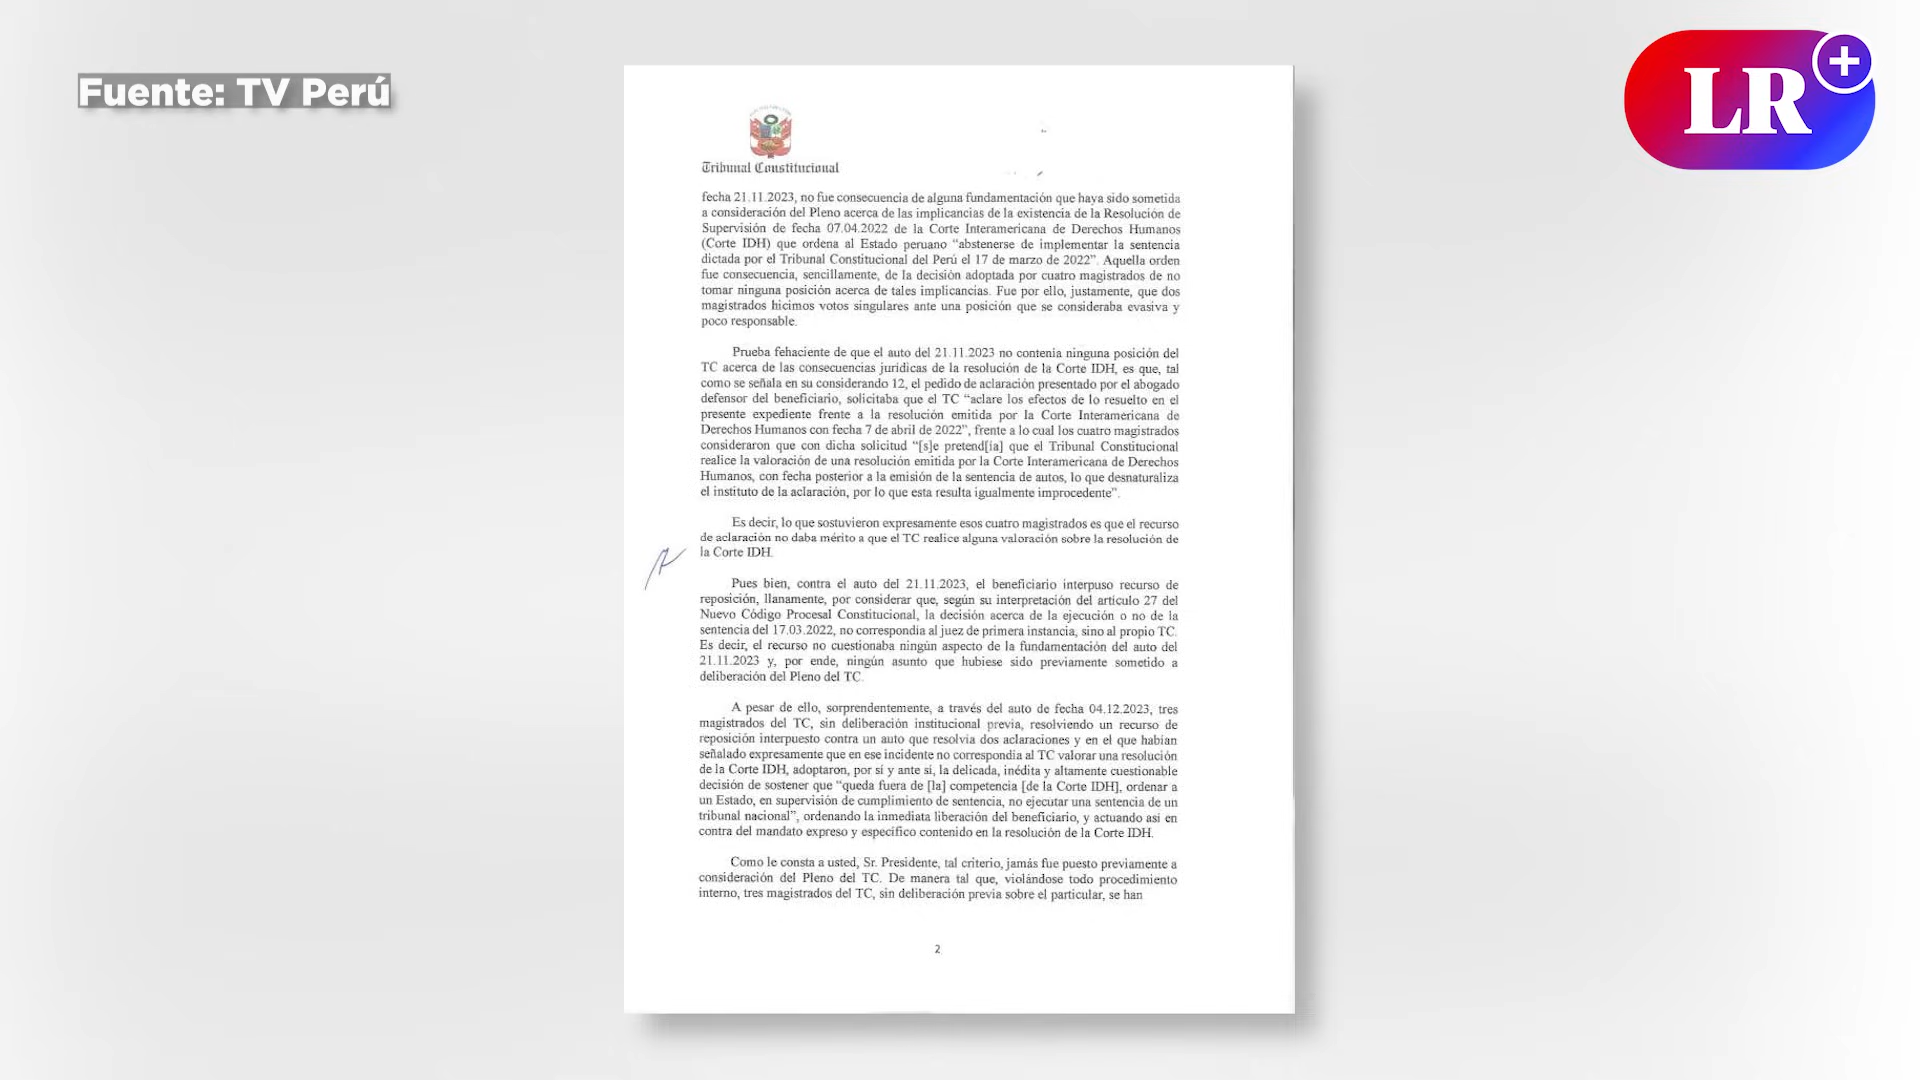 Fuente: TV Perú
LR+
Tribunal Constitucional
fecha 21.11.2023, no fue consecuencia de alguna fundamentación que haya sido sometida
a consideración del Pleno acerca de las implicancias de la existencia de la Resolución de
Supervisión de fecha 07.04.2022 de la Corte Interamericana de Derechos Humanos
(Corte IDH) que ordena al Estado peruano “abstenerse de implementar la sentencia
dictada por el Tribunal Constitucional del Perú el 17 de marzo de 2022”. Aquella orden
fue consecuencia, sencillamente, de la decisión adoptada por cuatro magistrados de no
tomar ninguna posición acerca de tales implicancias. Fue por ello, justamente, que dos
magistrados hicimos votos singulares ante una posición que se consideraba evasiva y
poco responsable.
Prueba fehaciente de que el auto del 21.11.2023 no contenía ninguna posición del
TC acerca de las consecuencias jurídicas de la resolución de la Corte IDH, es que, tal
como se señala en su considerando 12, el pedido de aclaración presentado por el abogado
defensor del beneficiario, solicitaba que el TC “aclare los efectos de lo resuelto en el
presente expediente frente a la resolución emitida por la Corte Interamericana de
Derechos Humanos con fecha 7 de abril de 2022”, frente a lo cual los cuatro magistrados
consideraron que con dicha solicitud “[s]e pretend[ía] que el Tribunal Constitucional
realice la valoración de una resolución emitida por la Corte Interamericana de Derechos
Humanos, con fecha posterior a la emisión de la sentencia de autos, lo que desnaturaliza
el instituto de la aclaración, por lo que esta resulta igualmente improcedente”.
Es decir, lo que sostuvieron expresamente esos cuatro magistrados es que el recurso
de aclaración no daba mérito a que el TC realice alguna valoración sobre la resolución de
la Corte IDH.
Pues bien, contra el auto del 21.11.2023, el beneficiario interpuso recurso de
reposición, llanamente, por considerar que, según su interpretación del artículo 27 del
Nuevo Código Procesal Constitucional, la decisión acerca de la ejecución o no de la
sentencia del 17.03.2022, no correspondía al juez de primera instancia, sino al propio TC.
Es decir, el recurso no cuestionaba ningún aspecto de la fundamentación del auto del
21.11.2023 y, por ende, ningún asunto que hubiese sido previamente sometido a
deliberación del Pleno del TC.
A pesar de ello, sorprendentemente, a través del auto de fecha 04.12.2023, tres
magistrados del TC, sin deliberación institucional previa, resolviendo un recurso de
reposición interpuesto contra un auto que resolvía dos aclaraciones y en el que habían
señalado expresamente que en ese incidente no correspondía al TC valorar una resolución
de la Corte IDH, adoptaron, por sí y ante sí, la delicada, inédita y altamente cuestionable
decisión de sostener que “queda fuera de [la] competencia [de la Corte IDH], ordenar a
un Estado, en supervisión de cumplimiento de sentencia, no ejecutar una sentencia de un
tribunal nacional”, ordenando la inmediata liberación del beneficiario, y actuando así en
contra del mandato expreso y específico contenido en la resolución de la Corte IDH.
Como le consta a usted, Sr. Presidente, tal criterio, jamás fue puesto previamente a
consideración del Pleno del TC. De manera tal que, violándose todo procedimiento
interno, tres magistrados del TC, sin deliberación previa sobre el particular, se han
2